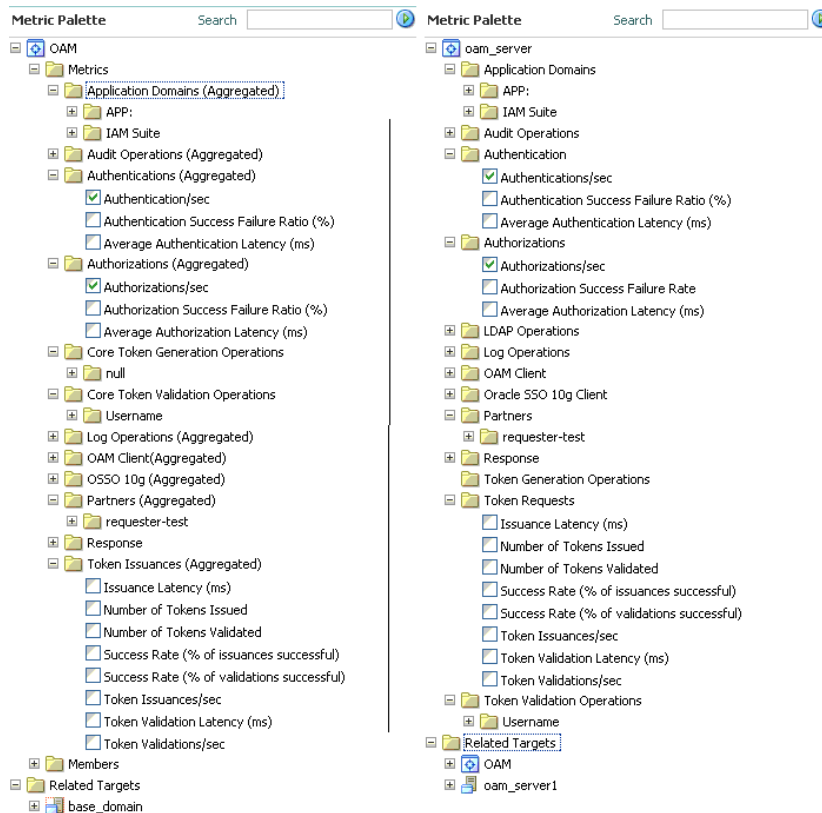 Metric Palette
Search
OAM
Metrics
Application Domains (Aggregated)
APP:
IAM Suite
Audit Operations (Aggregated)
Authentications (Aggregated)
Authentication/sec
Authentication Success Failure Ratio (%)
Average Authentication Latency (ms)
Authorizations (Aggregated)
Authorizations/sec
Authorization Success Failure Ratio (%)
Average Authorization Latency (ms)
Core Token Generation Operations
null
Core Token Validation Operations
Username
Log Operations (Aggregated)
OAM Client(Aggregated)
OSSO 10g (Aggregated)
Partners (Aggregated)
requester-test
Response
Token Issuances (Aggregated)
Issuance Latency (ms)
Number of Tokens Issued
Number of Tokens Validated
Success Rate (% of issuances successful)
Success Rate (% of validations successful)
Token Issuances/sec
Token Validation Latency (ms)
Token Validations/sec
Members
Related Targets
base_domain
Metric Palette
Search
oam_server
Application Domains
APP:
IAM Suite
Audit Operations
Authentication
Authentications/sec
Authentication Success Failure Ratio (%)
Average Authentication Latency (ms)
Authorizations
Authorizations/sec
Authorization Success Failure Rate
Average Authorization Latency (ms)
LDAP Operations
Log Operations
OAM Client
Oracle SSO 10g Client
Partners
requester-test
Response
Token Generation Operations
Token Requests
Issuance Latency (ms)
Number of Tokens Issued
Number of Tokens Validated
Success Rate (% of issuances successful)
Success Rate (% of validations successful)
Token Issuances/sec
Token Validation Latency (ms)
Token Validations/sec
Token Validation Operations
Username
Related Targets
OAM
oam_server1